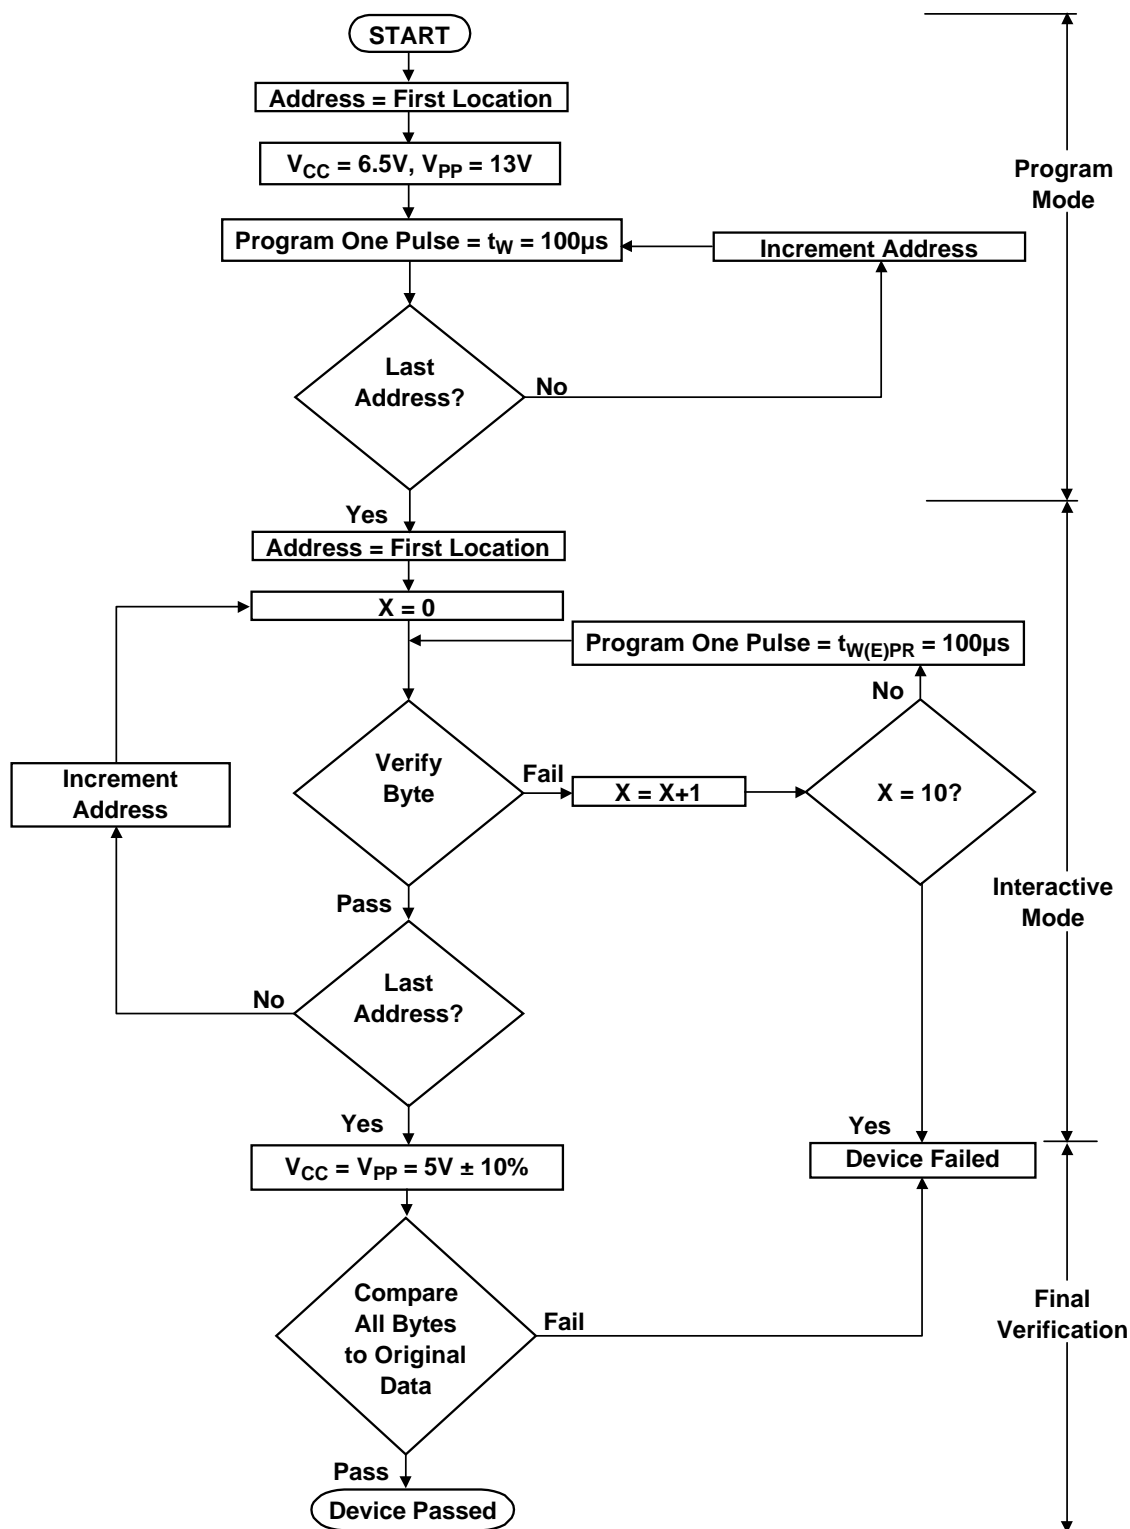 START
Address = First Location
VCC = 6.5V, VPP = 13V
Program
Mode
Program One Pulse = tW = 100µs
Increment Address
Last
Address?
No
Yes
Address = First Location
X = 0
Program One Pulse = tW(E)PR = 100µs
No
Increment
Address
Verify
Byte
Fail
X = X+1
X = 10?
Pass
Interactive
Mode
Last
Address?
No
Yes
Yes
VCC = VPP = 5V ± 10%
Device Failed
Compare
All Bytes
to Original
Data
Fail
Final
Verification
Pass
Device Passed